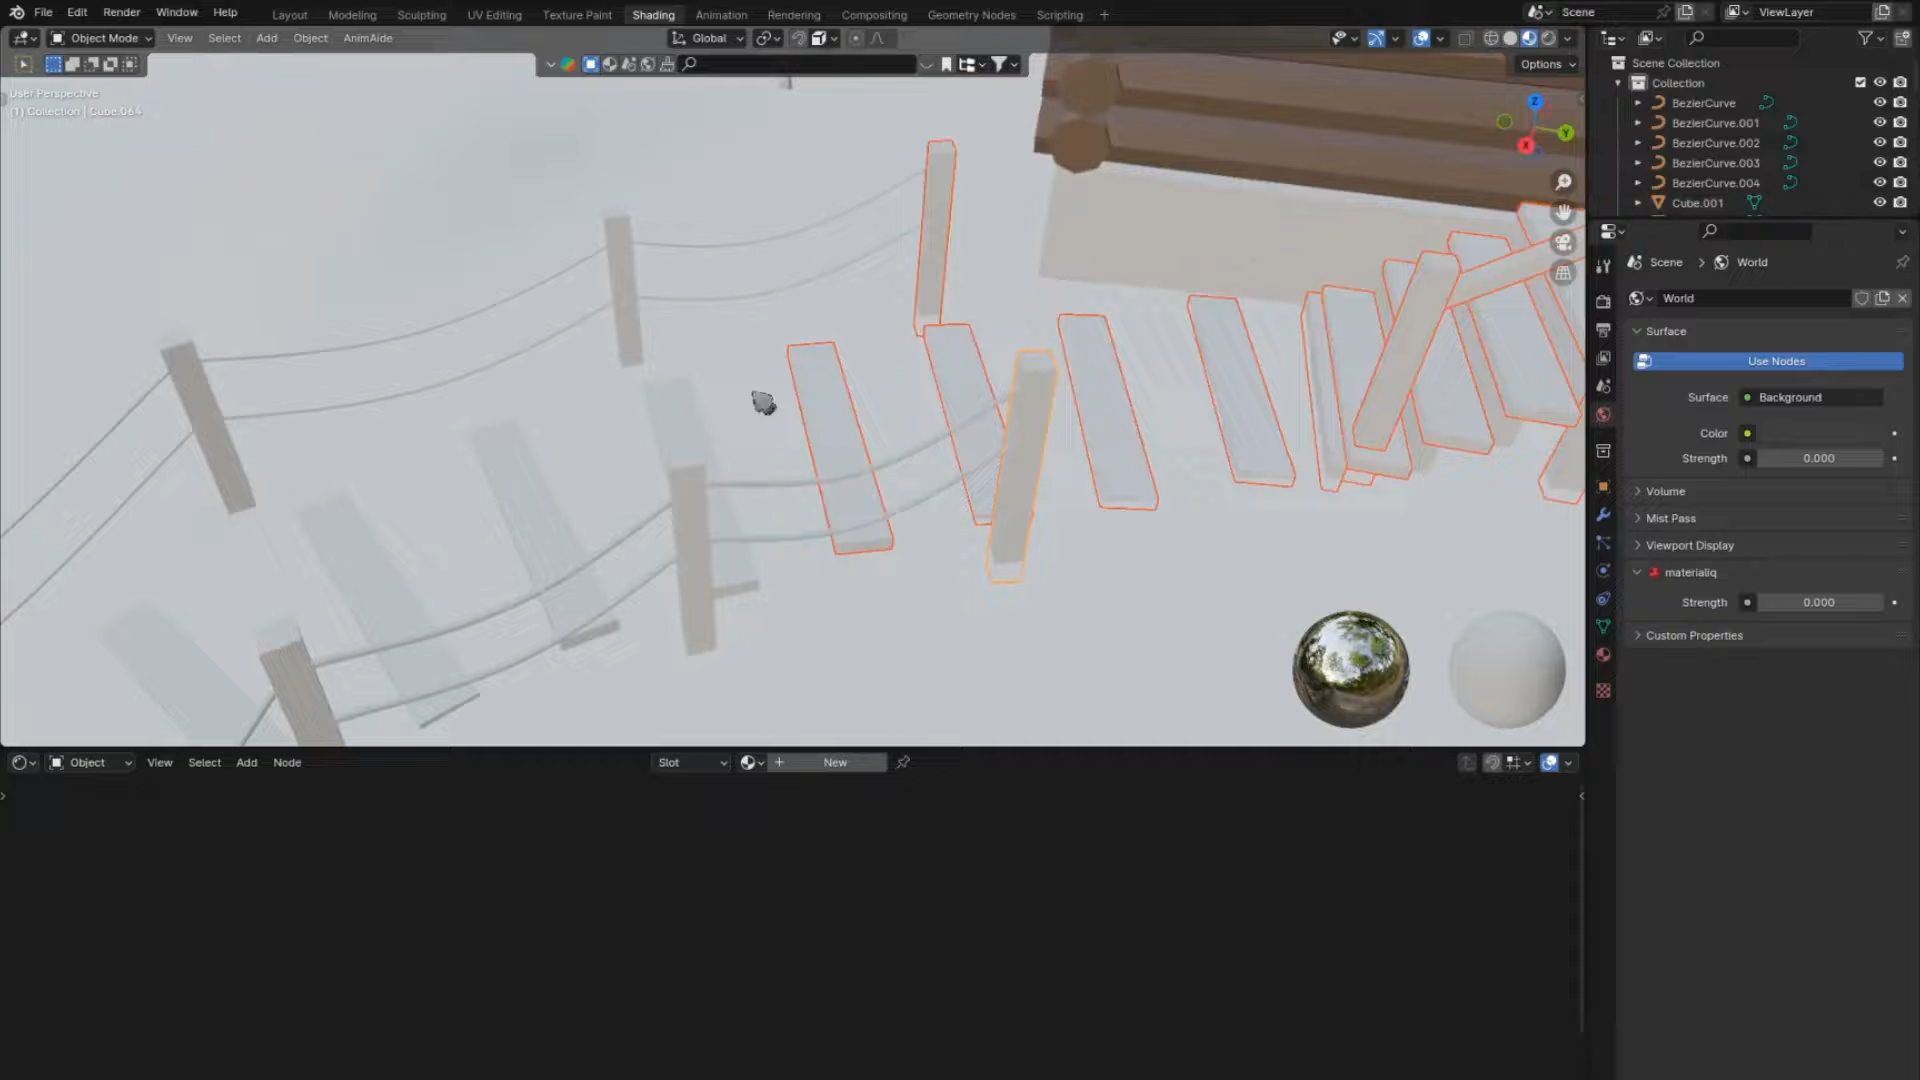 File Edit Render Window Help
Layout Modeling Sculpting UV Editing Texture Paint Shading Animation Rendering Compositing Geometry Nodes Scripting +
Scene
ViewLayer
Object Mode View Select Add Object AnimAide
Global
Options
User Perspective
(1) Collection | Cube.064
Z
Y
X
Scene Collection
Collection
BezierCurve
BezierCurve.001
BezierCurve.002
BezierCurve.003
BezierCurve.004
Cube.001
Scene > World
World
Surface
Use Nodes
Surface Background
Color
Strength 0.000
Volume
Mist Pass
Viewport Display
materialiq
Strength 0.000
Custom Properties
Object View Select Add Node
Slot
+ New